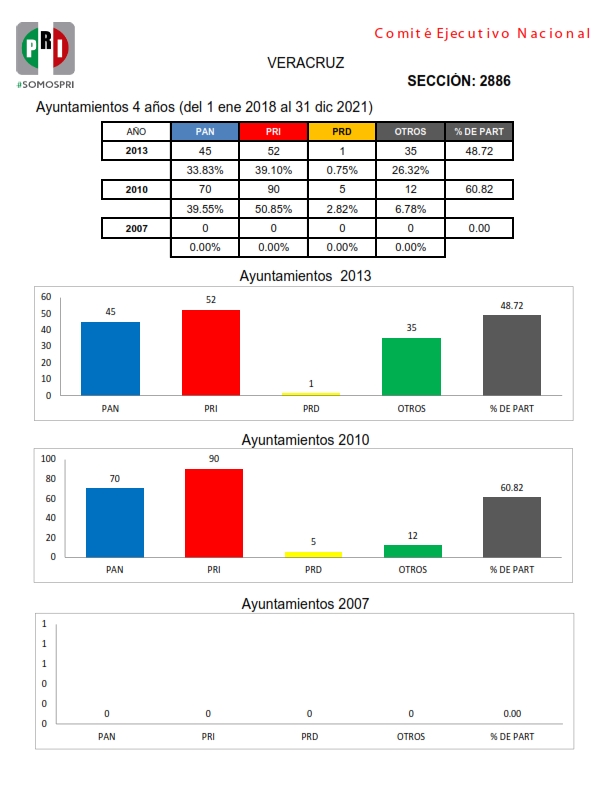 Comité Ejecutivo Nacional
PRI
#SOMOSPRI
VERACRUZ
SECCIÓN: 2886
Ayuntamientos 4 años (del 1 ene 2018 al 31 dic 2021)
AÑO PAN PRI PRD OTROS % DE PART
2013 45 52 1 35 48.72
33.83% 39.10% 0.75% 26.32%
2010 70 90 5 12 60.82
39.55% 50.85% 2.82% 6.78%
2007 0 0 0 0 0.00
0.00% 0.00% 0.00% 0.00%
Ayuntamientos 2013
60
50
40
30
20
10
0
45 52 1 35 48.72
PAN PRI PRD OTROS % DE PART
Ayuntamientos 2010
100
80
60
40
20
0
70 90 5 12 60.82
PAN PRI PRD OTROS % DE PART
Ayuntamientos 2007
1
1
1
0
0
0
0 0 0 0 0.00
PAN PRI PRD OTROS % DE PART